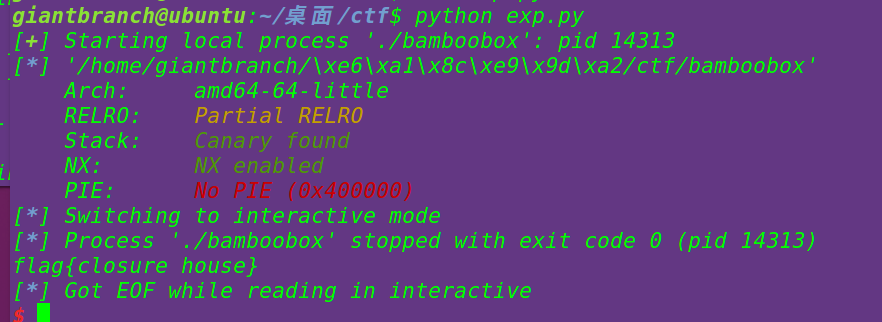 giantbranch@ubuntu:~/桌面/ctf$ python exp.py
[+] Starting local process './bamboobox': pid 14313
[*] '/home/giantbranch/\xe6\xa1\x8c\xe9\x9d\xa2/ctf/bamboobox'
    Arch:     amd64-64-little
    RELRO:    Partial RELRO
    Stack:    Canary found
    NX:       NX enabled
    PIE:      No PIE (0x400000)
[*] Switching to interactive mode
[*] Process './bamboobox' stopped with exit code 0 (pid 14313)
flag{closure house}
[*] Got EOF while reading in interactive
$